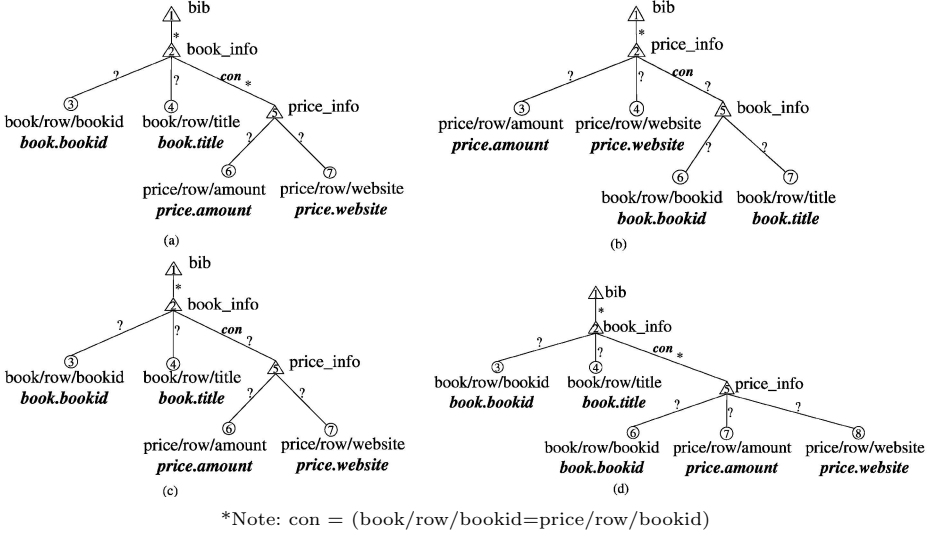 1 bib
*
2 book_info
? ? con *
3 4 5 price_info
book/row/bookid book/row/title
book.bookid book.title
? ?
6 7
price/row/amount price/row/website
price.amount price.website
(a)
1 bib
*
2 price_info
? ? con ?
3 4 5 book_info
price/row/amount price/row/website
price.amount price.website
? ?
6 7
book/row/bookid book/row/title
book.bookid book.title
(b)
1 bib
*
2 book_info
? ? con ?
3 4 5 price_info
book/row/bookid book/row/title
book.bookid book.title
? ?
6 7
price/row/amount price/row/website
price.amount price.website
(c)
1 bib
*
2 book_info
? ? con *
3 4 5 price_info
book/row/bookid book/row/title
book.bookid book.title
? ? ?
6 7 8
book/row/bookid price/row/amount price/row/website
book.bookid price.amount price.website
(d)
*Note: con = (book/row/bookid=price/row/bookid)